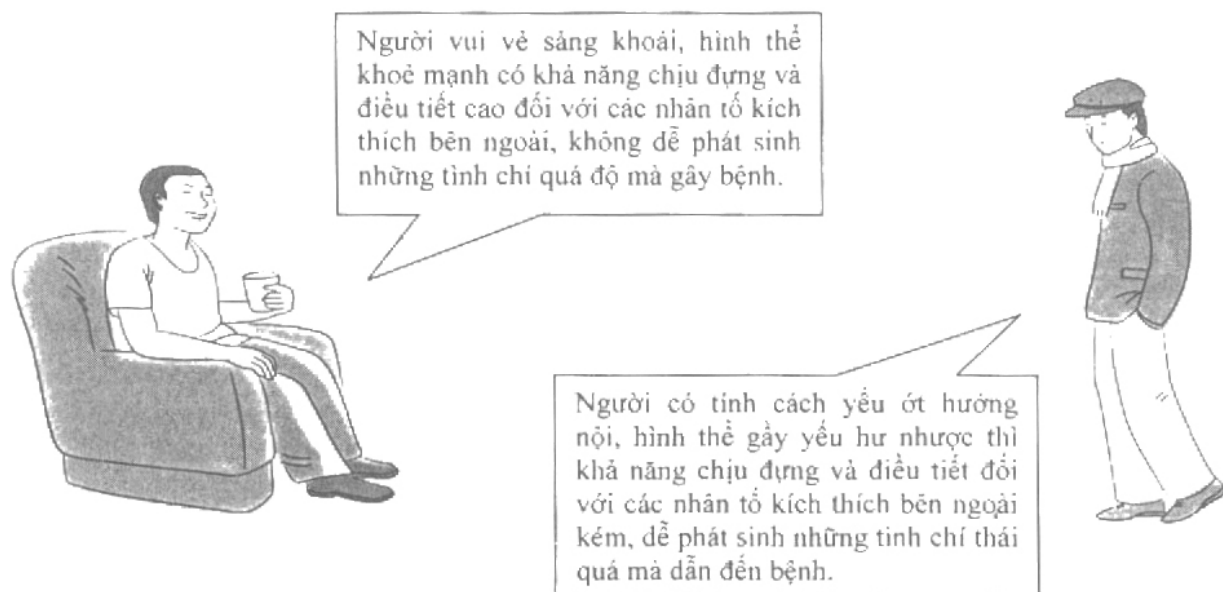 Người vui vẻ sảng khoái, hình thể
khoẻ mạnh có khả năng chịu đựng và
điều tiết cao đối với các nhân tố kích
thích bên ngoài, không dễ phát sinh
những tình chí quá độ mà gây bệnh.
Người có tính cách yếu ớt hướng
nội, hình thể gầy yếu hư nhược thì
khả năng chịu đựng và điều tiết đối
với các nhân tố kích thích bên ngoài
kém, dễ phát sinh những tình chí thái
quá mà dẫn đến bệnh.